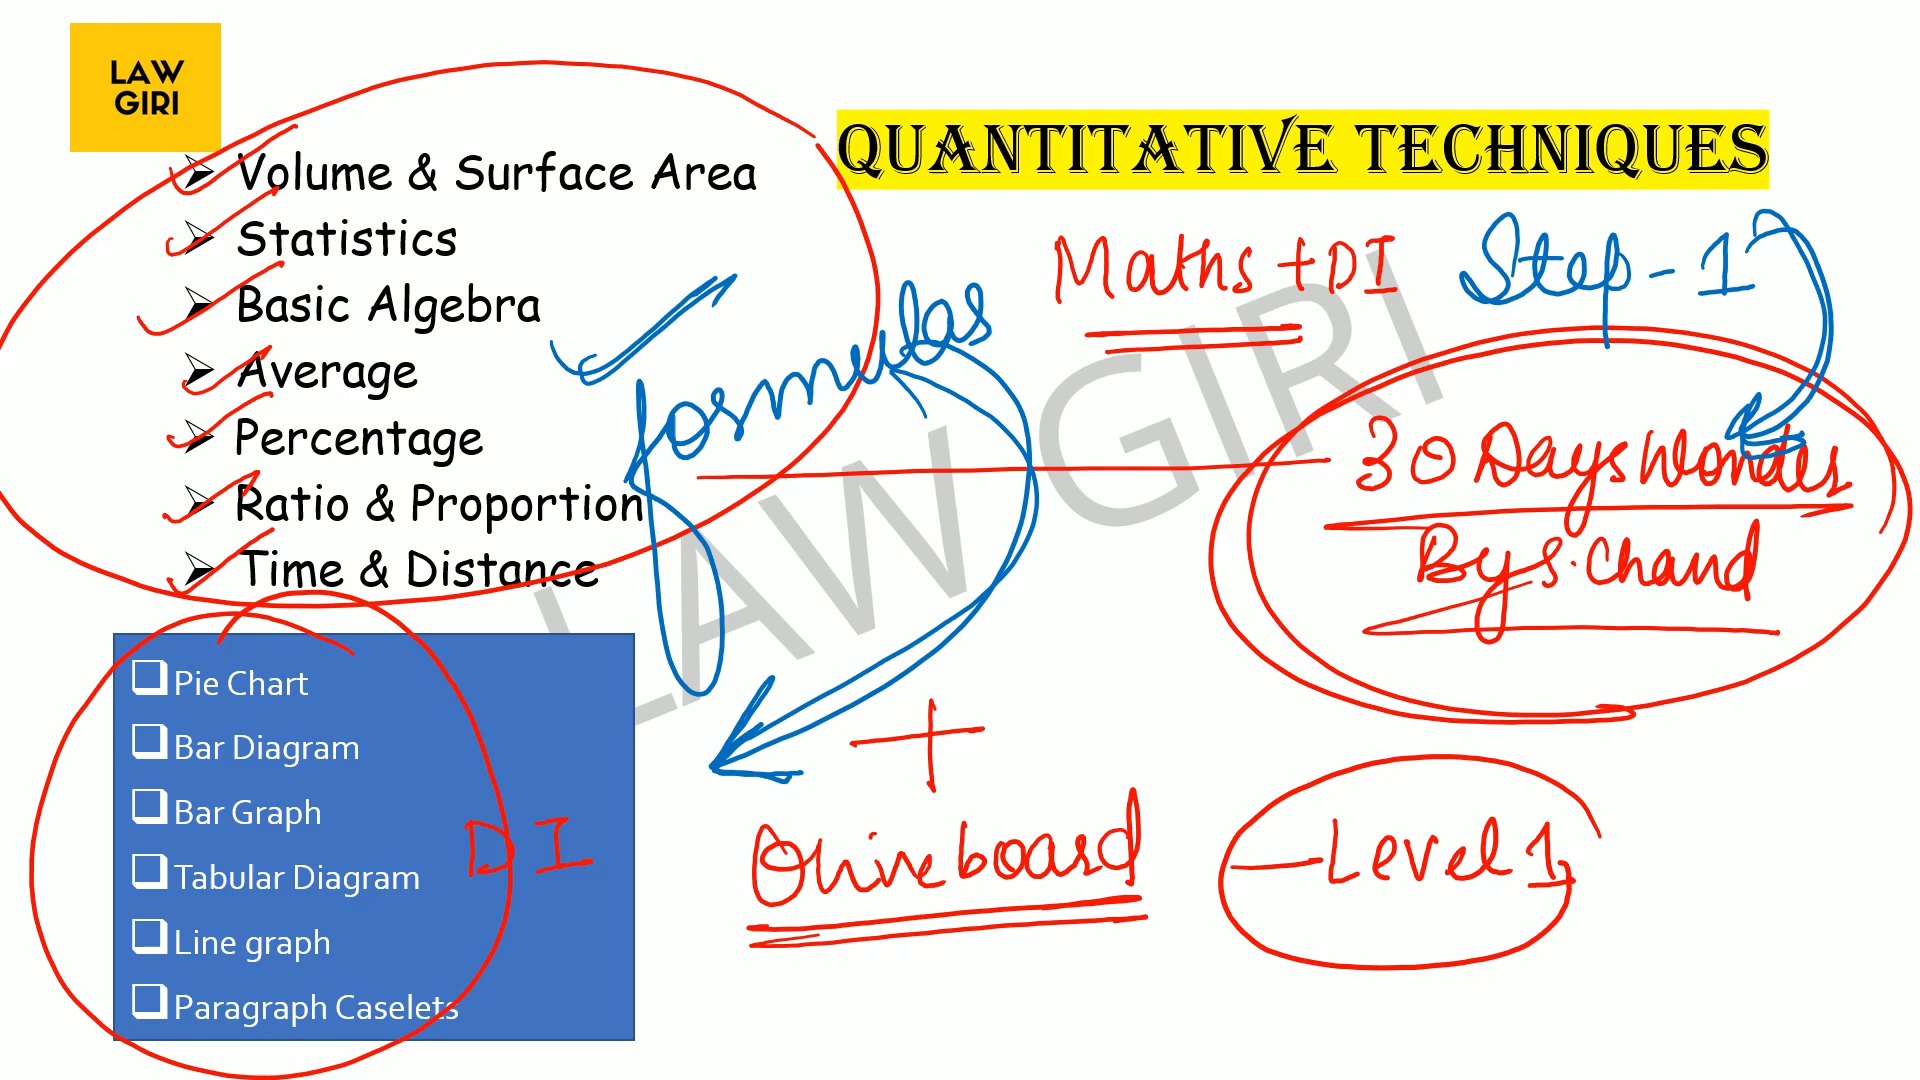 LAW
GIRI
QUANTITATIVE TECHNIQUES
Volume & Surface Area
Statistics
Basic Algebra
Average
Percentage
Ratio & Proportion
Time & Distance
formulas
Maths + DI
Step - 1
30 Days Wonder
By S. Chand
Pie Chart
Bar Diagram
Bar Graph
Tabular Diagram
Line graph
Paragraph Caselets
DI
+
Oliveboard
- Level 1
LAW GIRI